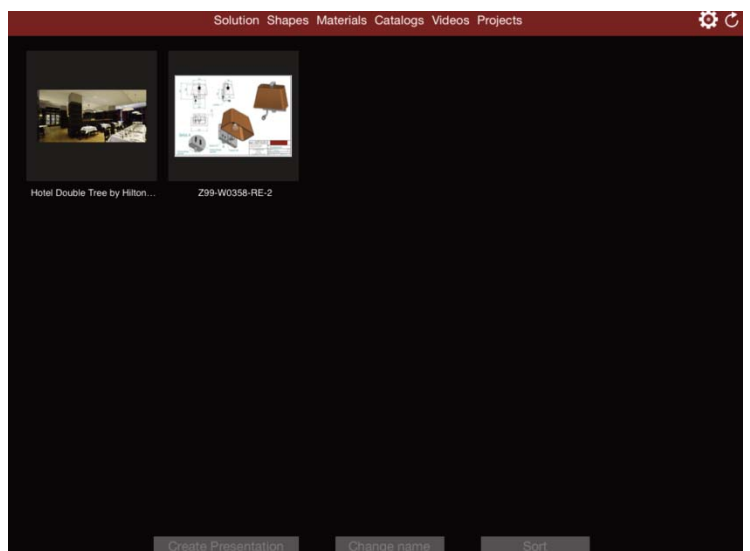 Solution Shapes Materials Catalogs Videos Projects
Hotel Double Tree by Hilton...
Z99-W0358-RE-2
Create Presentation
Change name
Sort